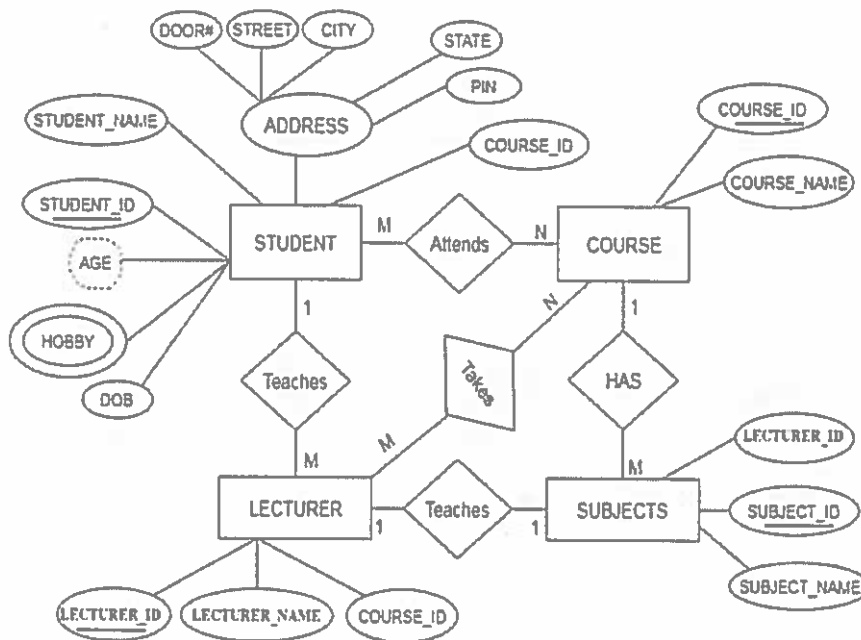 DOOR# STREET CITY
STATE
PIN
ADDRESS
STUDENT_NAME
COURSE_ID
COURSE_ID
COURSE_NAME
STUDENT_ID
STUDENT
M
Attends
N
COURSE
AGE
HOBBY
DOB
1
Teaches
M
N
Takes
M
1
HAS
M
LECTURER_ID
LECTURER
1
Teaches
1
SUBJECTS
SUBJECT_ID
SUBJECT_NAME
LECTURER_ID
LECTURER_NAME
COURSE_ID